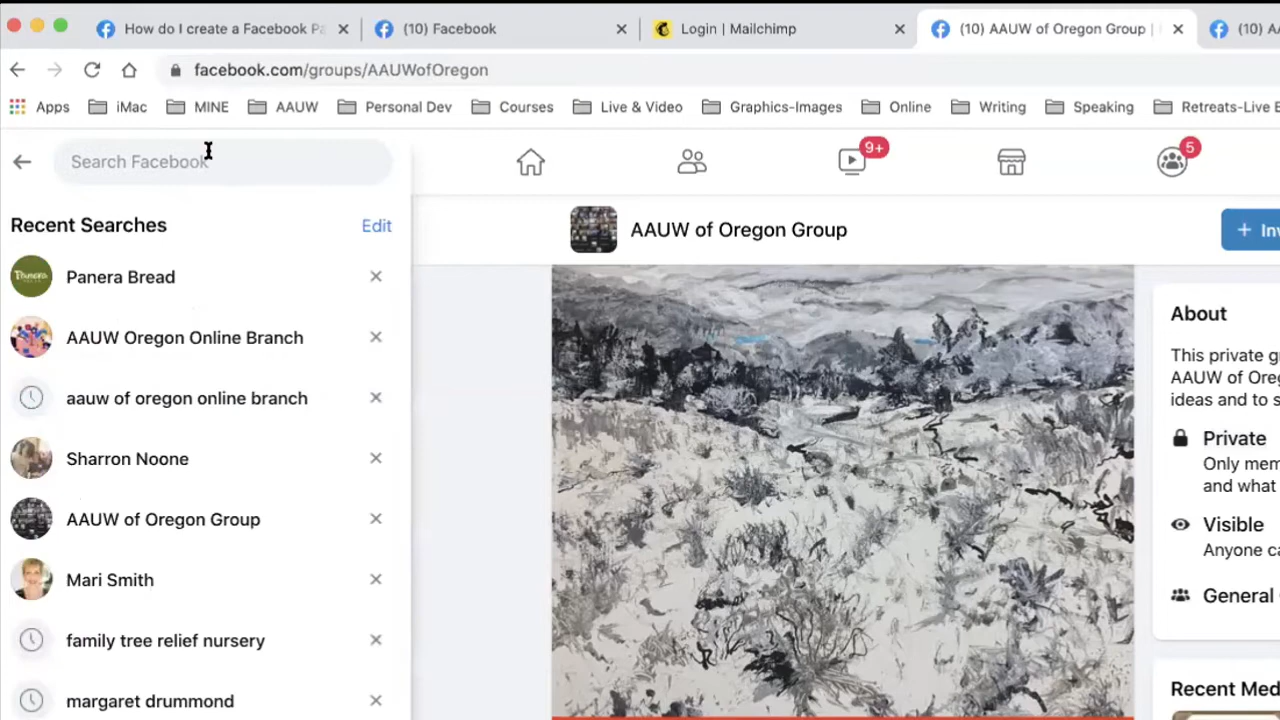 How do I create a Facebook Pa
(10) Facebook
Login | Mailchimp
(10) AAUW of Oregon Group |
(10) AA
facebook.com/groups/AAUWofOregon
Apps
iMac
MINE
AAUW
Personal Dev
Courses
Live & Video
Graphics-Images
Online
Writing
Speaking
Retreats-Live E
Search Facebook
9+
5
Recent Searches
Edit
Panera Bread
AAUW Oregon Online Branch
aauw of oregon online branch
Sharron Noone
AAUW of Oregon Group
Mari Smith
family tree relief nursery
margaret drummond
AAUW of Oregon Group
+ Inv
About
This private g
AAUW of Oreg
ideas and to s
Private
Only mem
and what
Visible
Anyone ca
General
Recent Med